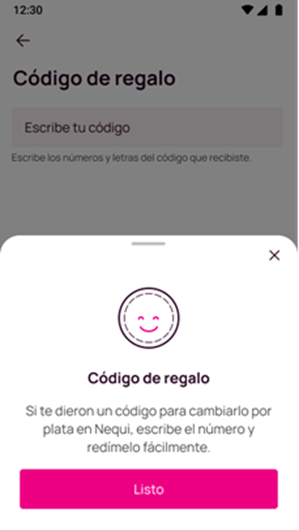 12:30
Código de regalo
Escribe tu código
Escribe los números y letras del código que recibiste.
Código de regalo
Si te dieron un código para cambiarlo por
plata en Nequi, escribe el número y
redímelo fácilmente.
Listo